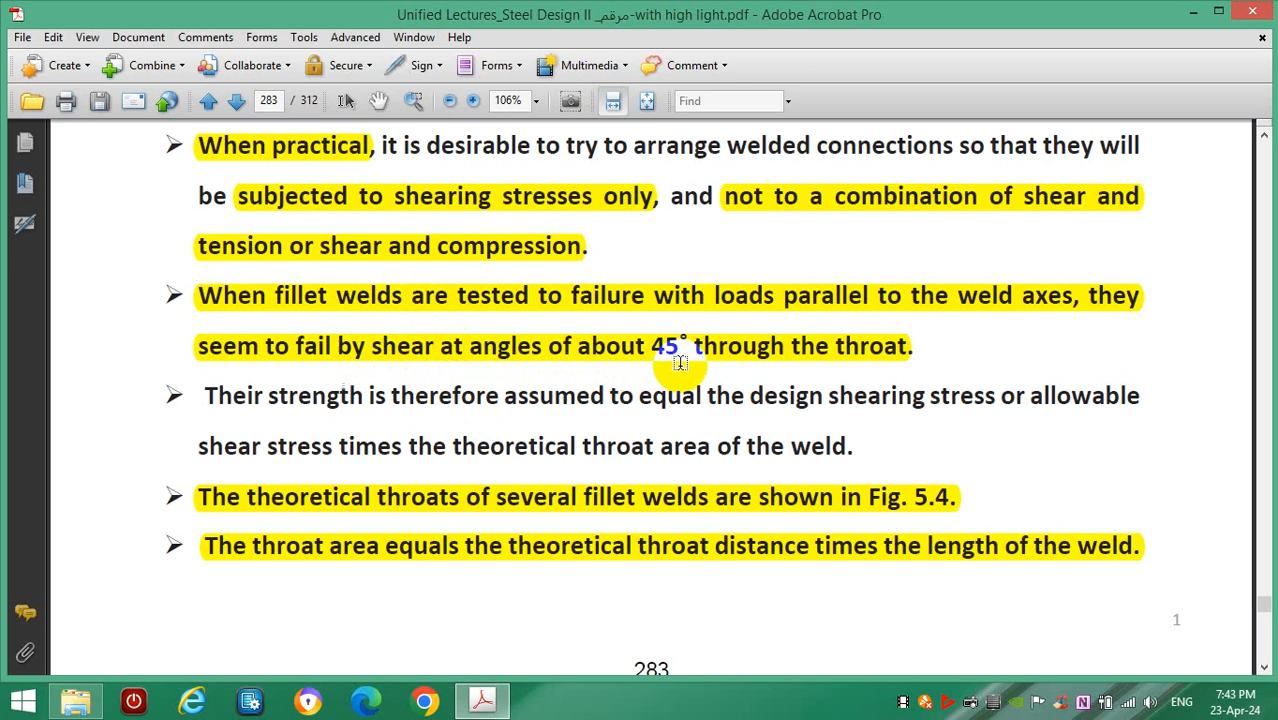 Unified Lectures_Steel Design II _مرقم-with high light.pdf - Adobe Acrobat Pro
File Edit View Document Comments Forms Tools Advanced Window Help
Create Combine Collaborate Secure Sign Forms Multimedia Comment
283 / 312 106% Find
When practical, it is desirable to try to arrange welded connections so that they will
be subjected to shearing stresses only, and not to a combination of shear and
tension or shear and compression.
When fillet welds are tested to failure with loads parallel to the weld axes, they
seem to fail by shear at angles of about 45° through the throat.
Their strength is therefore assumed to equal the design shearing stress or allowable
shear stress times the theoretical throat area of the weld.
The theoretical throats of several fillet welds are shown in Fig. 5.4.
The throat area equals the theoretical throat distance times the length of the weld.
1
283
ENG
7:43 PM
23-Apr-24